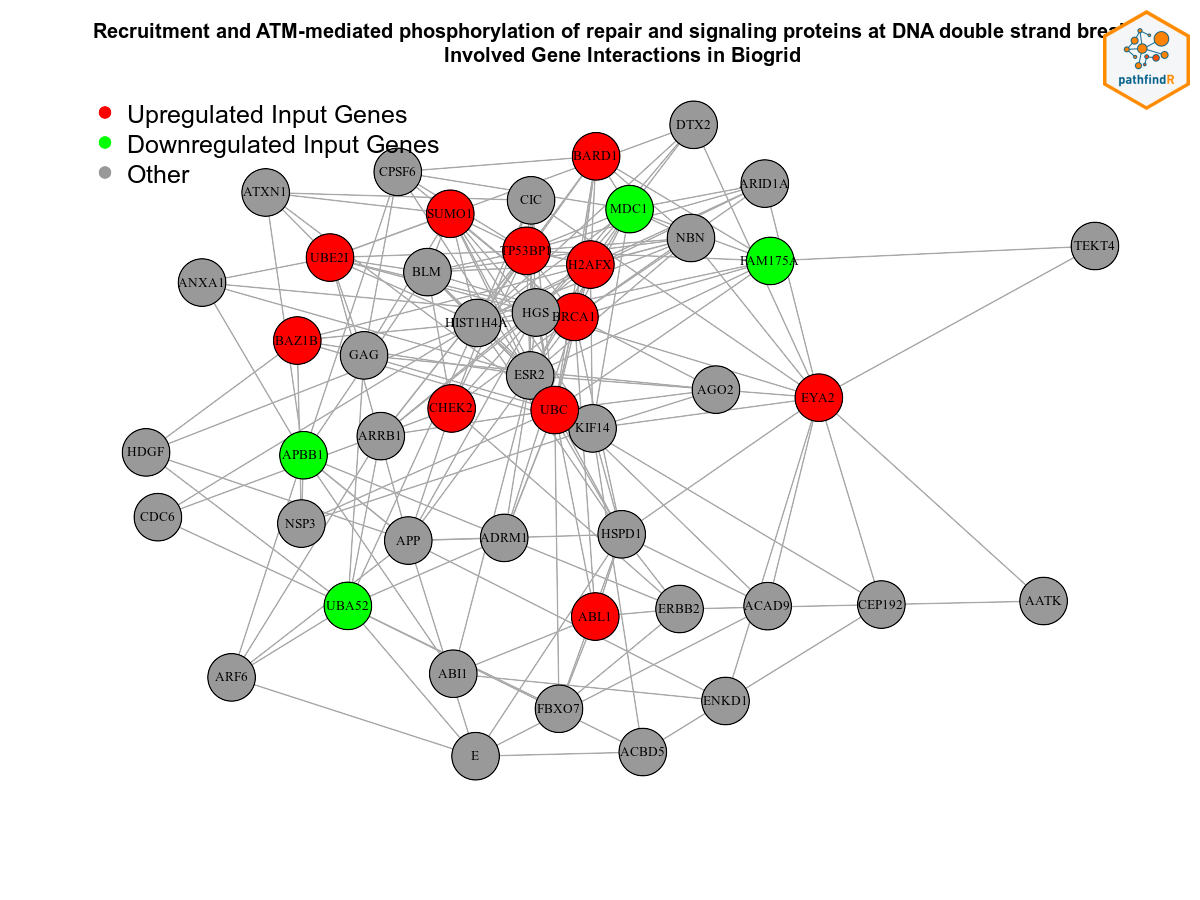 Recruitment and ATM-mediated phosphorylation of repair and signaling proteins at DNA double strand brea
Involved Gene Interactions in Biogrid
pathfindR
Upregulated Input Genes
Downregulated Input Genes
Other
DTX2
BARD1
CPSF6
ATXN1
ARID1A
CIC
MDC1
SUMO1
NBN
TEKT4
TP53BP1
UBE2I
FAM175A
H2AFX
BLM
ANXA1
HGS
BRCA1
HIST1H4A
BAZ1B
GAG
ESR2
AGO2
EYA2
CHEK2
UBC
KIF14
ARRB1
HDGF
APBB1
CDC6
NSP3
HSPD1
ADRM1
APP
AATK
CEP192
UBA52
ACAD9
ERBB2
ABL1
ABI1
ARF6
ENKD1
FBXO7
ACBD5
E